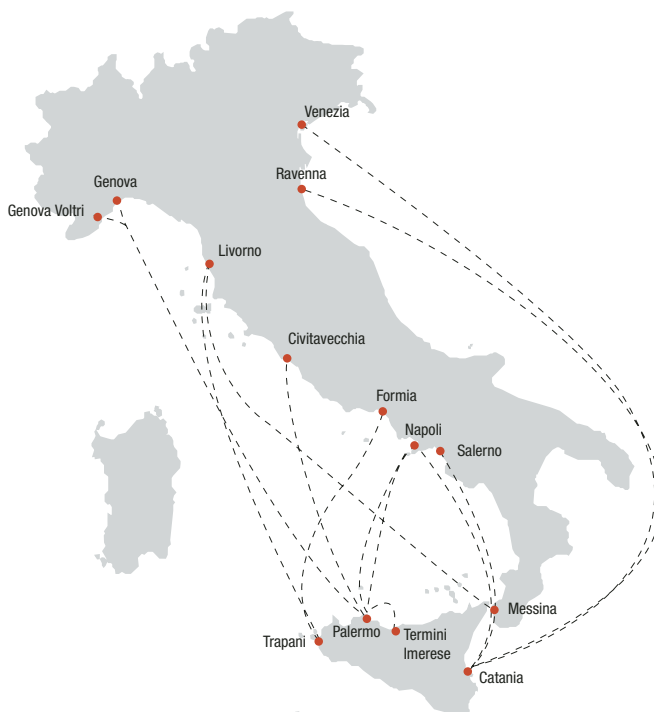 Venezia
Ravenna
Genova
Genova Voltri
Livorno
Civitavecchia
Formia
Napoli
Salerno
Messina
Palermo
Trapani
Termini
Imerese
Catania